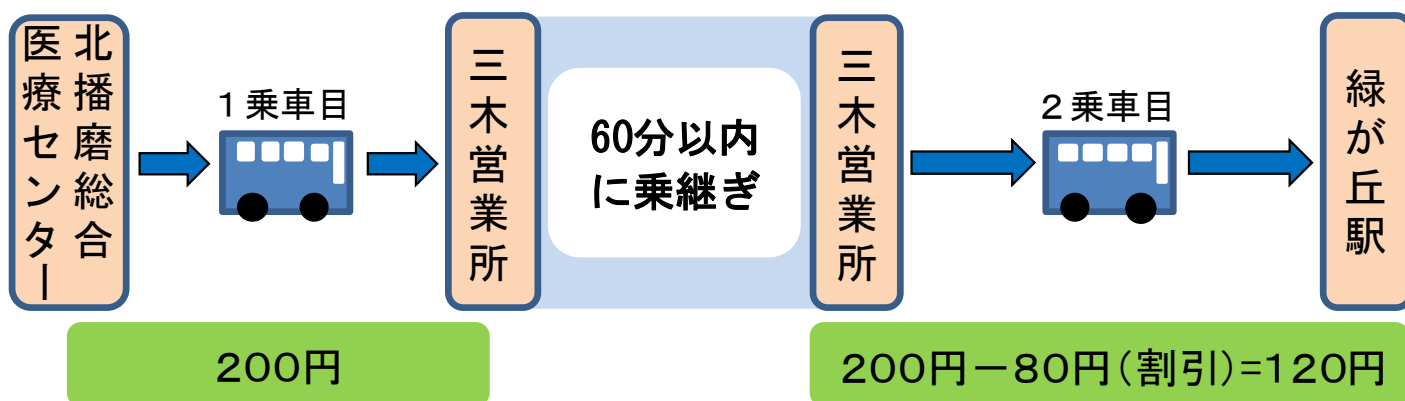 北播磨総合
医療センター
1乗車目
三木営業所
60分以内
に乗継ぎ
三木営業所
2乗車目
緑が丘駅
200円
200円－80円(割引)=120円